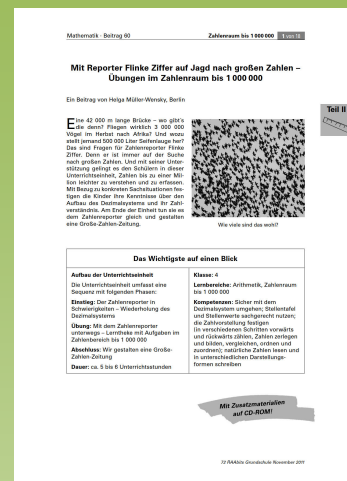 Mathematik · Beitrag 60
Zahlenraum bis 1 000 000
1 von 18
Mit Reporter Flinke Ziffer auf Jagd nach großen Zahlen –
Übungen im Zahlenraum bis 1 000 000
Ein Beitrag von Helga Müller-Wensky, Berlin
Teil II
Eine 42 000 m lange Brücke – wo gibt's
die denn? Fliegen wirklich 3 000 000
Vögel im Herbst nach Afrika? Und wozu
stellt jemand 500 000 Liter Seifenlauge her?
Das sind Fragen für Zahlenreporter Flinke
Ziffer. Denn er ist immer auf der Suche
nach großen Zahlen. Und mit seiner Unter-
stützung gelingt es den Schülern in dieser
Unterrichtseinheit, Zahlen bis zu einer Mil-
lion leichter zu verstehen und zu erfassen.
Mit Bezug zu konkreten Sachsituationen fes-
tigen die Kinder ihre Kenntnisse über den
Aufbau des Dezimalsystems und ihr Zahl-
verständnis. Am Ende der Einheit tun sie es
dem Zahlenreporter gleich und gestalten
eine Große-Zahlen-Zeitung.
Wie viele sind das wohl?
Das Wichtigste auf einen Blick
Aufbau der Unterrichtseinheit
Die Unterrichtseinheit umfasst eine
Sequenz mit folgenden Phasen:
Einstieg: Der Zahlenreporter in
Schwierigkeiten – Wiederholung des
Dezimalsystems
Übung: Mit dem Zahlenreporter
unterwegs – Lerntheke mit Aufgaben im
Zahlenbereich bis 1 000 000
Abschluss: Wir gestalten eine Große-
Zahlen-Zeitung
Dauer: ca. 5 bis 6 Unterrichtsstunden
Klasse: 4
Lernbereiche: Arithmetik, Zahlenraum
bis 1 000 000
Kompetenzen: Sicher mit dem
Dezimalsystem umgehen; Stellentafel
und Stellenwerte sachgerecht nutzen;
die Zahlvorstellung festigen
(in verschiedenen Schritten vorwärts
und rückwärts zählen, Zahlen zerlegen
und bilden, vergleichen, ordnen und
zuordnen); natürliche Zahlen lesen und
in unterschiedlichen Darstellungs-
formen schreiben
Mit Zusatzmaterialien
auf CD-ROM!
72 RAAbits Grundschule November 2011